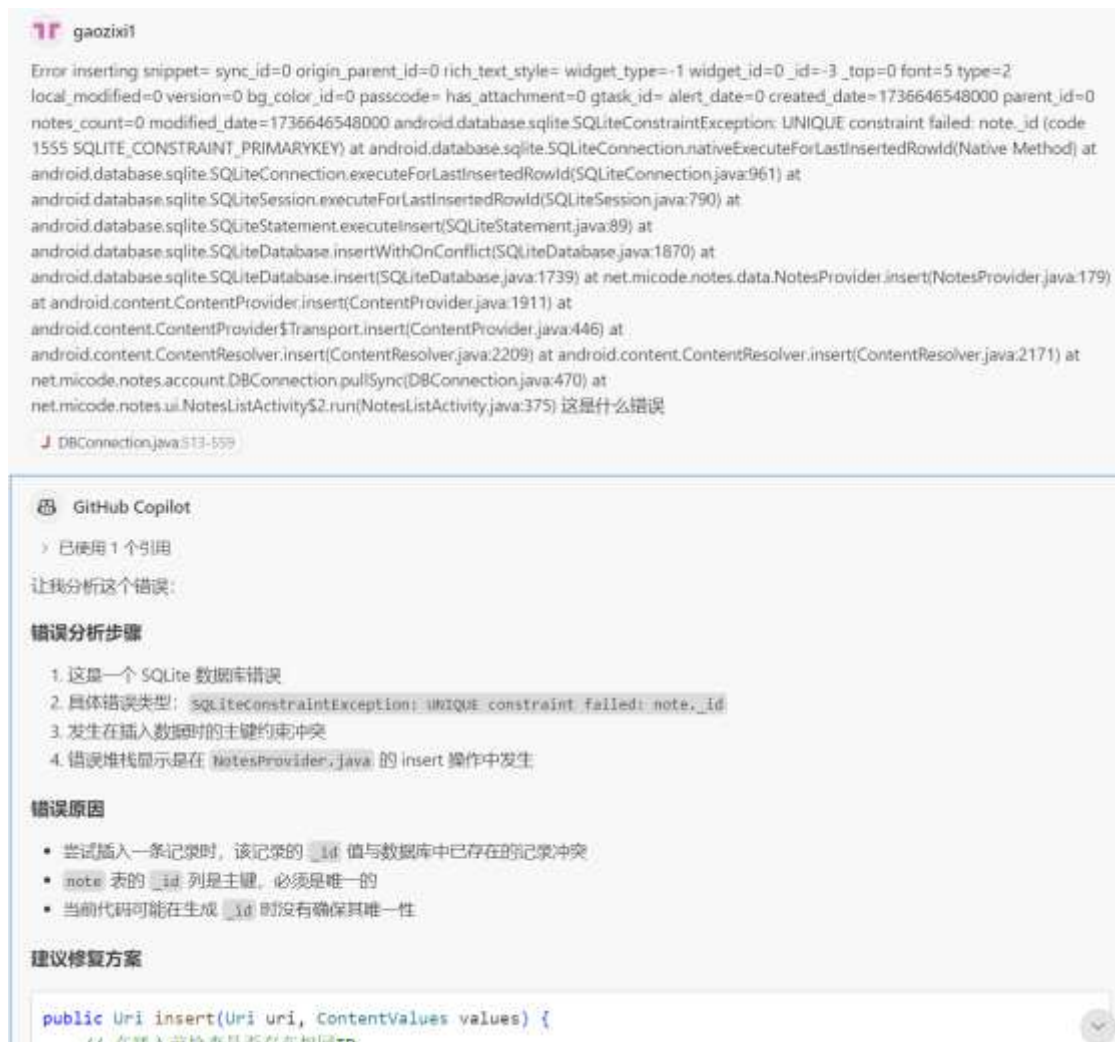 gaozixi1
Error inserting snippet= sync_id=0 origin_parent_id=0 rich_text_style= widget_type=-1 widget_id=0 _id=-3 _top=0 font=5 type=2
local_modified=0 version=0 bg_color_id=0 passcode= has_attachment=0 gtask_id= alert_date=0 created_date=1736646548000 parent_id=0
notes_count=0 modified_date=1736646548000 android.database.sqlite.SQLiteConstraintException: UNIQUE constraint failed: note._id (code
1555 SQLITE_CONSTRAINT_PRIMARYKEY) at android.database.sqlite.SQLiteConnection.nativeExecuteForLastInsertedRowId(Native Method) at
android.database.sqlite.SQLiteConnection.executeForLastInsertedRowId(SQLiteConnection.java:961) at
android.database.sqlite.SQLiteSession.executeForLastInsertedRowId(SQLiteSession.java:790) at
android.database.sqlite.SQLiteStatement.executeInsert(SQLiteStatement.java:89) at
android.database.sqlite.SQLiteDatabase.insertWithOnConflict(SQLiteDatabase.java:1870) at
android.database.sqlite.SQLiteDatabase.insert(SQLiteDatabase.java:1739) at net.micode.notes.data.NotesProvider.insert(NotesProvider.java:179)
at android.content.ContentProvider.insert(ContentProvider.java:1911) at
android.content.ContentProvider$Transport.insert(ContentProvider.java:446) at
android.content.ContentResolver.insert(ContentResolver.java:2209) at android.content.ContentResolver.insert(ContentResolver.java:2171) at
net.micode.notes.account.DBConnection.pullSync(DBConnection.java:470) at
net.micode.notes.ui.NotesListActivity$2.run(NotesListActivity.java:375) 这是什么错误
J DBConnection.java:513-559
GitHub Copilot
> 已使用 1 个引用
让我分析这个错误:
错误分析步骤
1. 这是一个 SQLite 数据库错误
2. 具体错误类型: SQLiteConstraintException: UNIQUE constraint failed: note._id
3. 发生在插入数据时的主键约束冲突
4. 错误堆栈显示是在 NotesProvider.java 的 insert 操作中发生
错误原因
• 尝试插入一条记录时，该记录的 _id 值与数据库中已存在的记录冲突
• note 表的 _id 列是主键，必须是唯一的
• 当前代码可能在生成 _id 时没有确保其唯一性
建议修复方案
public Uri insert(Uri uri, ContentValues values) {